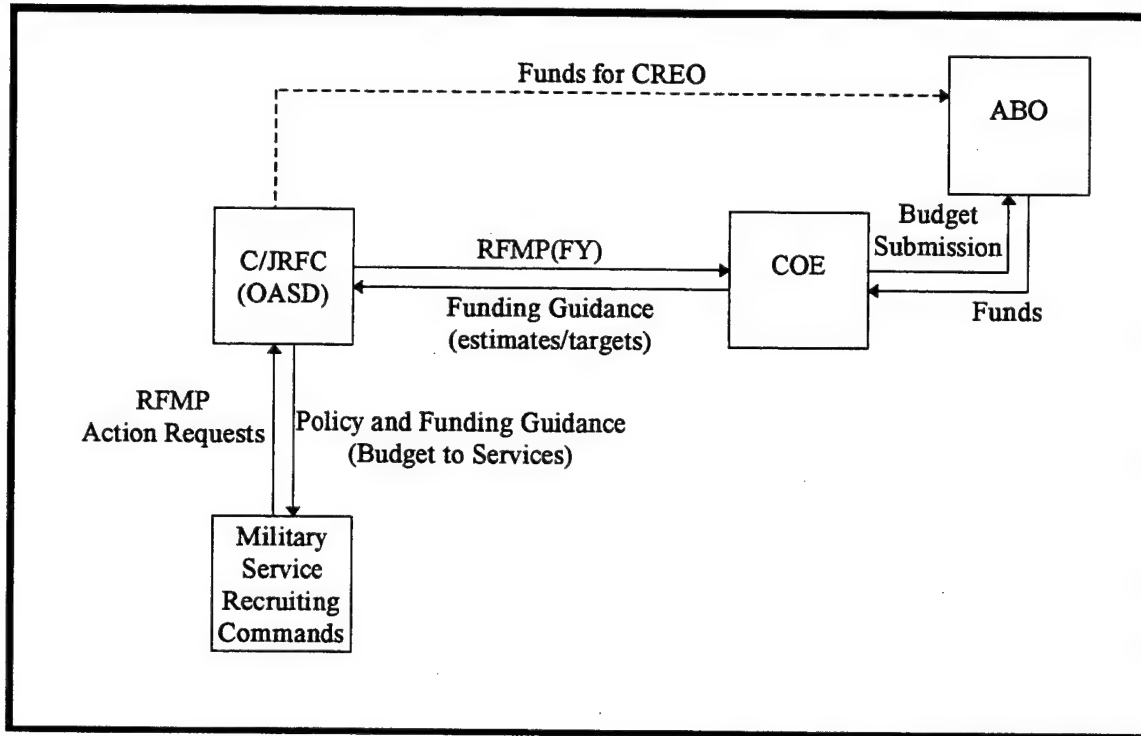 Funds for CREO
ABO
C/JRFC
(OASD)
RFMP(FY)
Funding Guidance
(estimates/targets)
COE
Budget
Submission
Funds
RFMP
Action Requests
Policy and Funding Guidance
(Budget to Services)
Military
Service
Recruiting
Commands